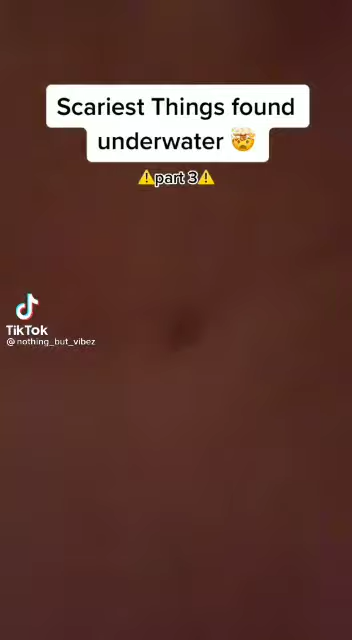 Scariest Things found
underwater 🤯
⚠️part 3⚠️
TikTok
@nothing_but_vibez